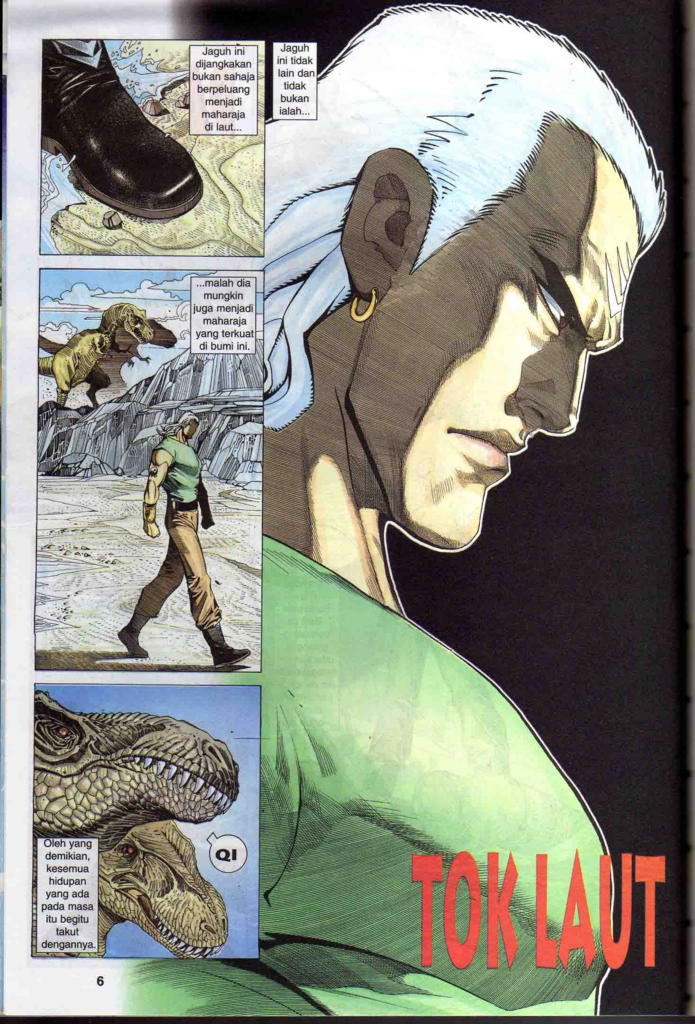 Jaguh ini
dijangkakan
bukan sahaja
berpeluang
menjadi
maharaja
di laut...
Jaguh
ini tidak
lain dan
tidak
bukan
ialah...
...malah dia
mungkin
juga menjadi
maharaja
yang terkuat
di bumi ini.
QI
Oleh yang
demikian,
kesemua
hidupan
yang ada
pada masa
itu begitu
takut
dengannya.
TOK LAUT
6